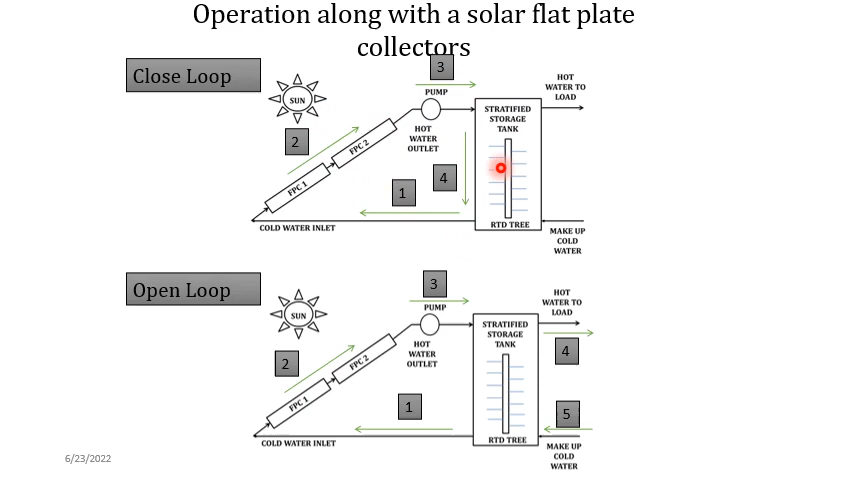 Operation along with a solar flat plate
collectors
Close Loop
3
HOT
WATER TO
LOAD
SUN
PUMP
STRATIFIED
STORAGE
TANK
2
HOT
WATER
OUTLET
FPC 2
4
1
FPC 1
COLD WATER INLET
RTD TREE
MAKE UP
COLD
WATER
Open Loop
3
HOT
WATER TO
LOAD
SUN
PUMP
STRATIFIED
STORAGE
TANK
2
HOT
WATER
OUTLET
FPC 2
4
1
FPC 1
5
COLD WATER INLET
RTD TREE
MAKE UP
COLD
WATER
6/23/2022